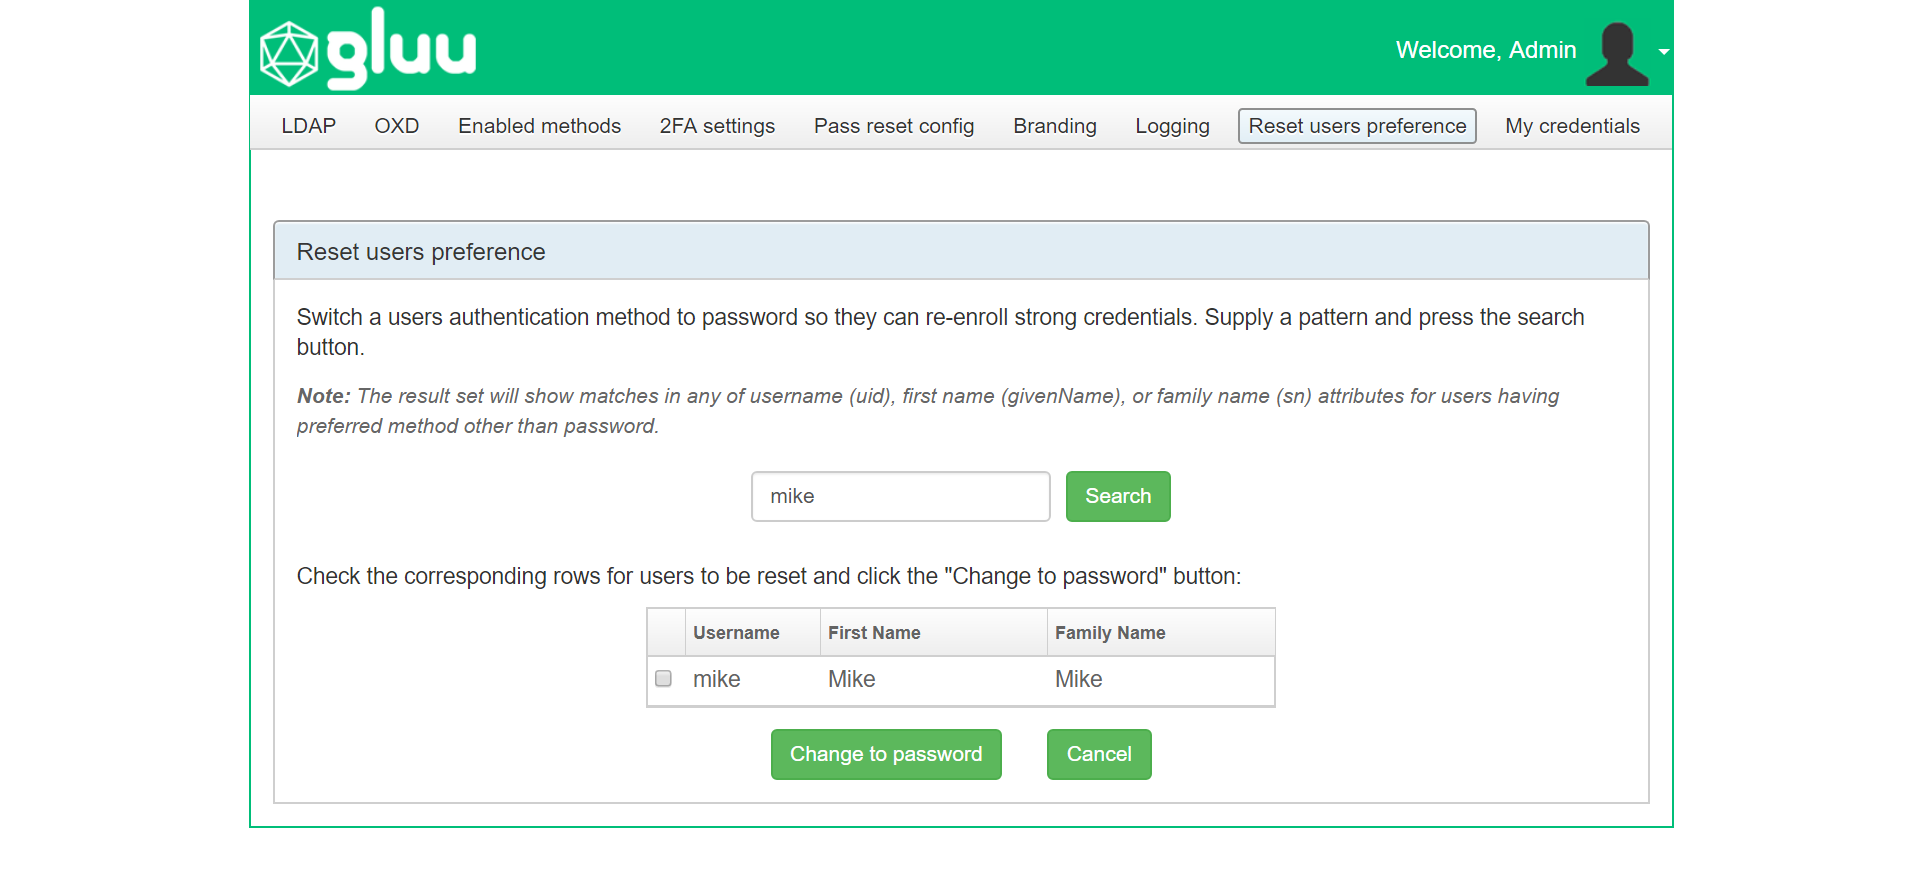 gluu
Welcome, Admin
LDAP OXD Enabled methods 2FA settings Pass reset config Branding Logging Reset users preference My credentials
Reset users preference
Switch a users authentication method to password so they can re-enroll strong credentials. Supply a pattern and press the search
button.
Note: The result set will show matches in any of username (uid), first name (givenName), or family name (sn) attributes for users having
preferred method other than password.
mike Search
Check the corresponding rows for users to be reset and click the "Change to password" button:
Username First Name Family Name
mike Mike Mike
Change to password Cancel